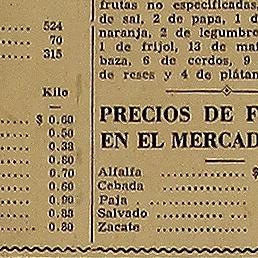 524
70
315
Kilo
$ 0.60
0.50
0.38
0.80
0.70
0.60
0.90
0.88
0.80
frutas no especificadas,
de sal, 2 de papa, 1 d
naranja, 2 de legumbre
1 de frijol, 13 de maí
baza, 6 de cerdos, 9
de reses y 4 de plátan
PRECIOS DE F
EN EL MERCAD
Alfalfa $
Cebada
Paja
Salvado
Zacate